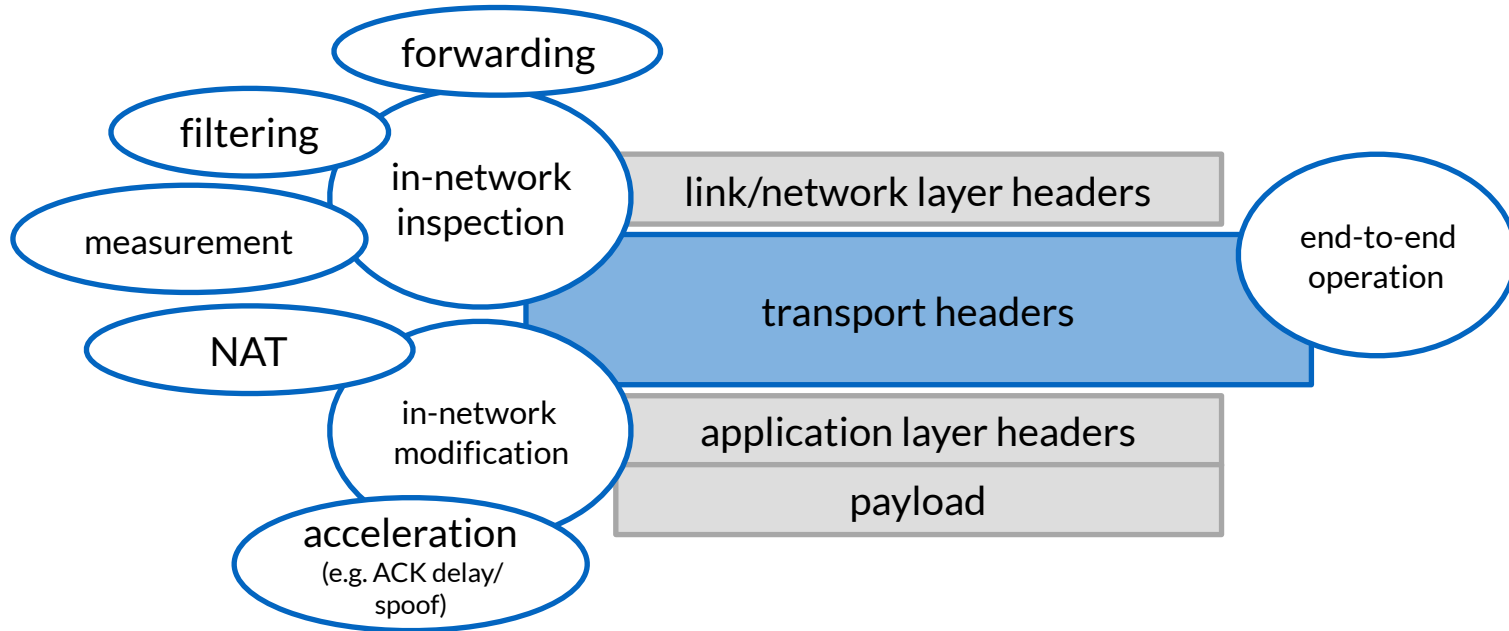 forwarding
filtering
in-network
inspection
measurement
link/network layer headers
end-to-end
operation
transport headers
NAT
in-network
modification
application layer headers
payload
acceleration
(e.g. ACK delay/
spoof)